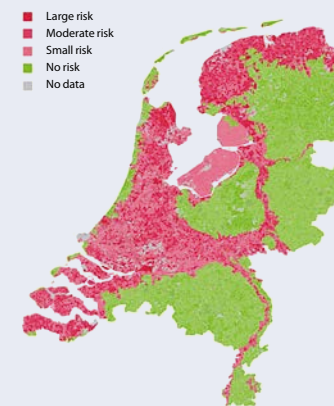 Large risk
Moderate risk
Small risk
No risk
No data